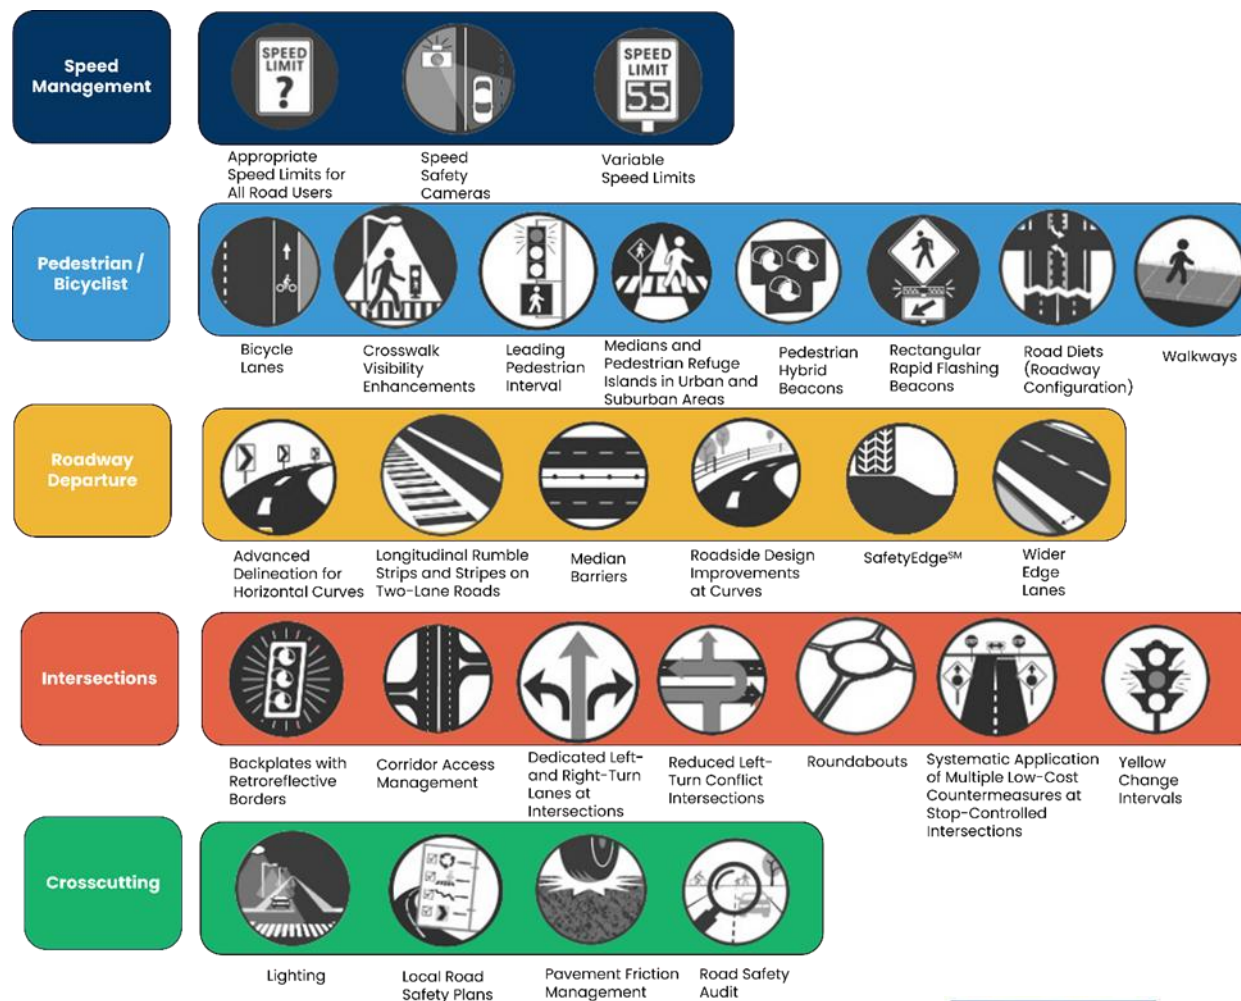 Speed
Management
SPEED
LIMIT
?
SPEED
LIMIT
55
Appropriate
Speed Limits for
All Road Users
Speed
Safety
Cameras
Variable
Speed Limits
Pedestrian /
Bicyclist
Bicycle
Lanes
Crosswalk
Visibility
Enhancements
Leading
Pedestrian
Interval
Medians and
Pedestrian Refuge
Islands in Urban and
Suburban Areas
Pedestrian
Hybrid
Beacons
Rectangular
Rapid Flashing
Beacons
Road Diets
(Roadway
Configuration)
Walkways
Roadway
Departure
Advanced
Delineation for
Horizontal Curves
Longitudinal Rumble
Strips and Stripes on
Two-Lane Roads
Median
Barriers
Roadside Design
Improvements
at Curves
SafetyEdge℠
Wider
Edge
Lanes
Intersections
STOP
STOP
Backplates with
Retroreflective
Borders
Corridor Access
Management
Dedicated Left-
and Right-Turn
Lanes at
Intersections
Reduced Left-
Turn Conflict
Intersections
Roundabouts
Systematic Application
of Multiple Low-Cost
Countermeasures at
Stop-Controlled
Intersections
Yellow
Change
Intervals
Crosscutting
Lighting
Local Road
Safety Plans
Pavement Friction
Management
Road Safety
Audit